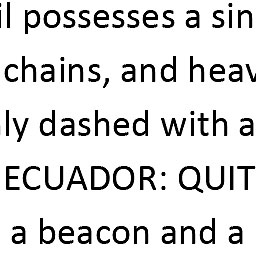 il possesses a sin
chains, and heav
ly dashed with a
ECUADOR: QUIT
a beacon and a